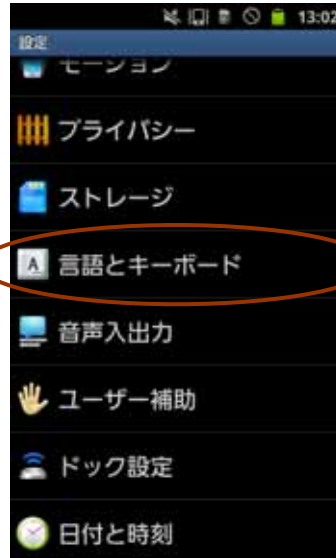 13:02
設定
モーション
プライバシー
ストレージ
A 言語とキーボード
音声入出力
ユーザー補助
ドック設定
日付と時刻